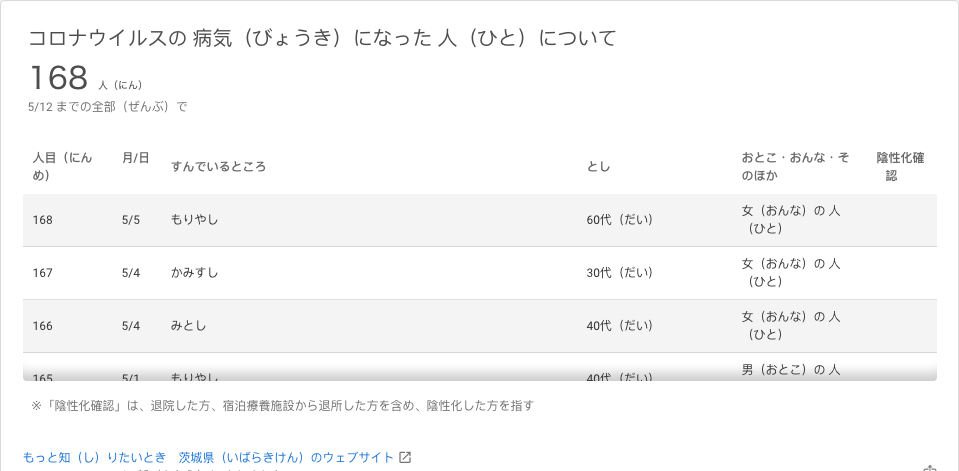 コロナウイルスの 病気（びょうき）になった 人（ひと）について
168 人（にん）
5/12 までの全部（ぜんぶ）で
人目（にんめ） 月/日 すんでいるところ とし おとこ・おんな・そのほか 陰性化確認
168 5/5 もりやし 60代（だい） 女（おんな）の 人（ひと）
167 5/4 かみすし 30代（だい） 女（おんな）の 人（ひと）
166 5/4 みとし 40代（だい） 女（おんな）の 人（ひと）
165 5/1 もりやし 40代（だい） 男（おとこ）の 人
※「陰性化確認」は、退院した方、宿泊療養施設から退所した方を含め、陰性化した方を指す
もっと知（し）りたいとき　茨城県（いばらきけん）のウェブサイト